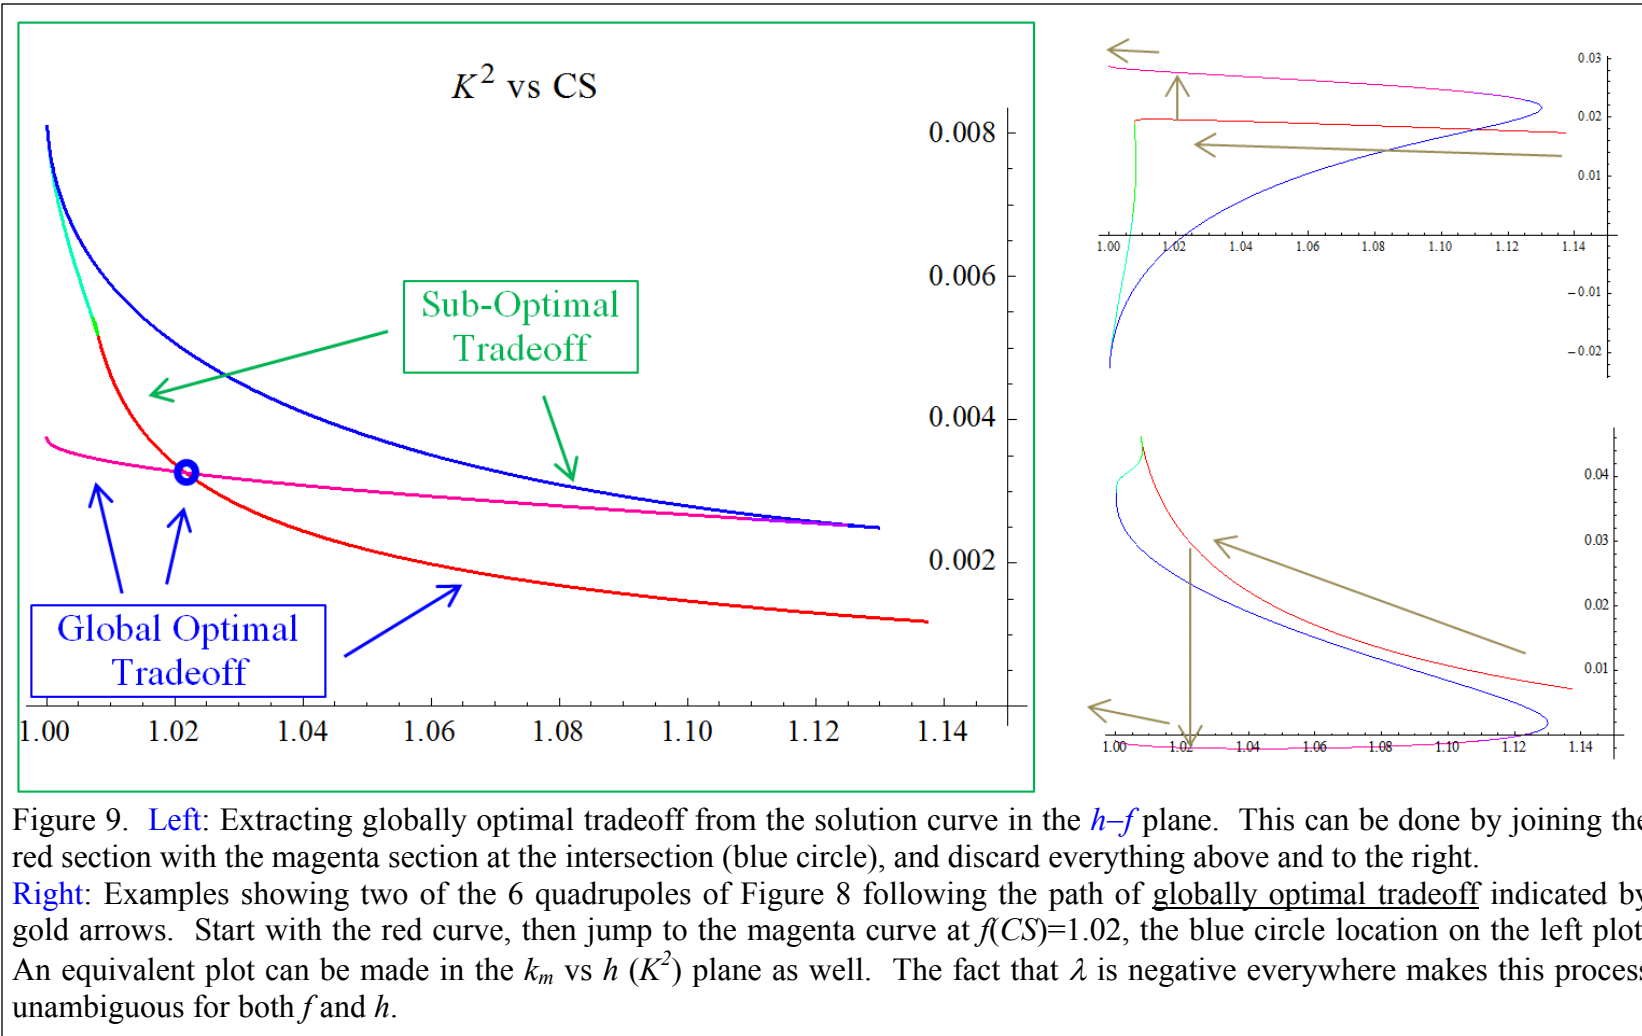 K² vs CS
0.008
0.006
0.004
0.002
Sub-Optimal
Tradeoff
Global Optimal
Tradeoff
1.00 1.02 1.04 1.06 1.08 1.10 1.12 1.14
0.03
0.02
0.01
1.00 1.02 1.04 1.06 1.08 1.10 1.12 1.14
-0.01
-0.02
0.04
0.03
0.02
0.01
1.00 1.02 1.04 1.06 1.08 1.10 1.12 1.14
Figure 9. Left: Extracting globally optimal tradeoff from the solution curve in the h–f plane. This can be done by joining the
red section with the magenta section at the intersection (blue circle), and discard everything above and to the right.
Right: Examples showing two of the 6 quadrupoles of Figure 8 following the path of globally optimal tradeoff indicated by
gold arrows. Start with the red curve, then jump to the magenta curve at f(CS)=1.02, the blue circle location on the left plot
An equivalent plot can be made in the kₘ vs h (K²) plane as well. The fact that λ is negative everywhere makes this process
unambiguous for both f and h.